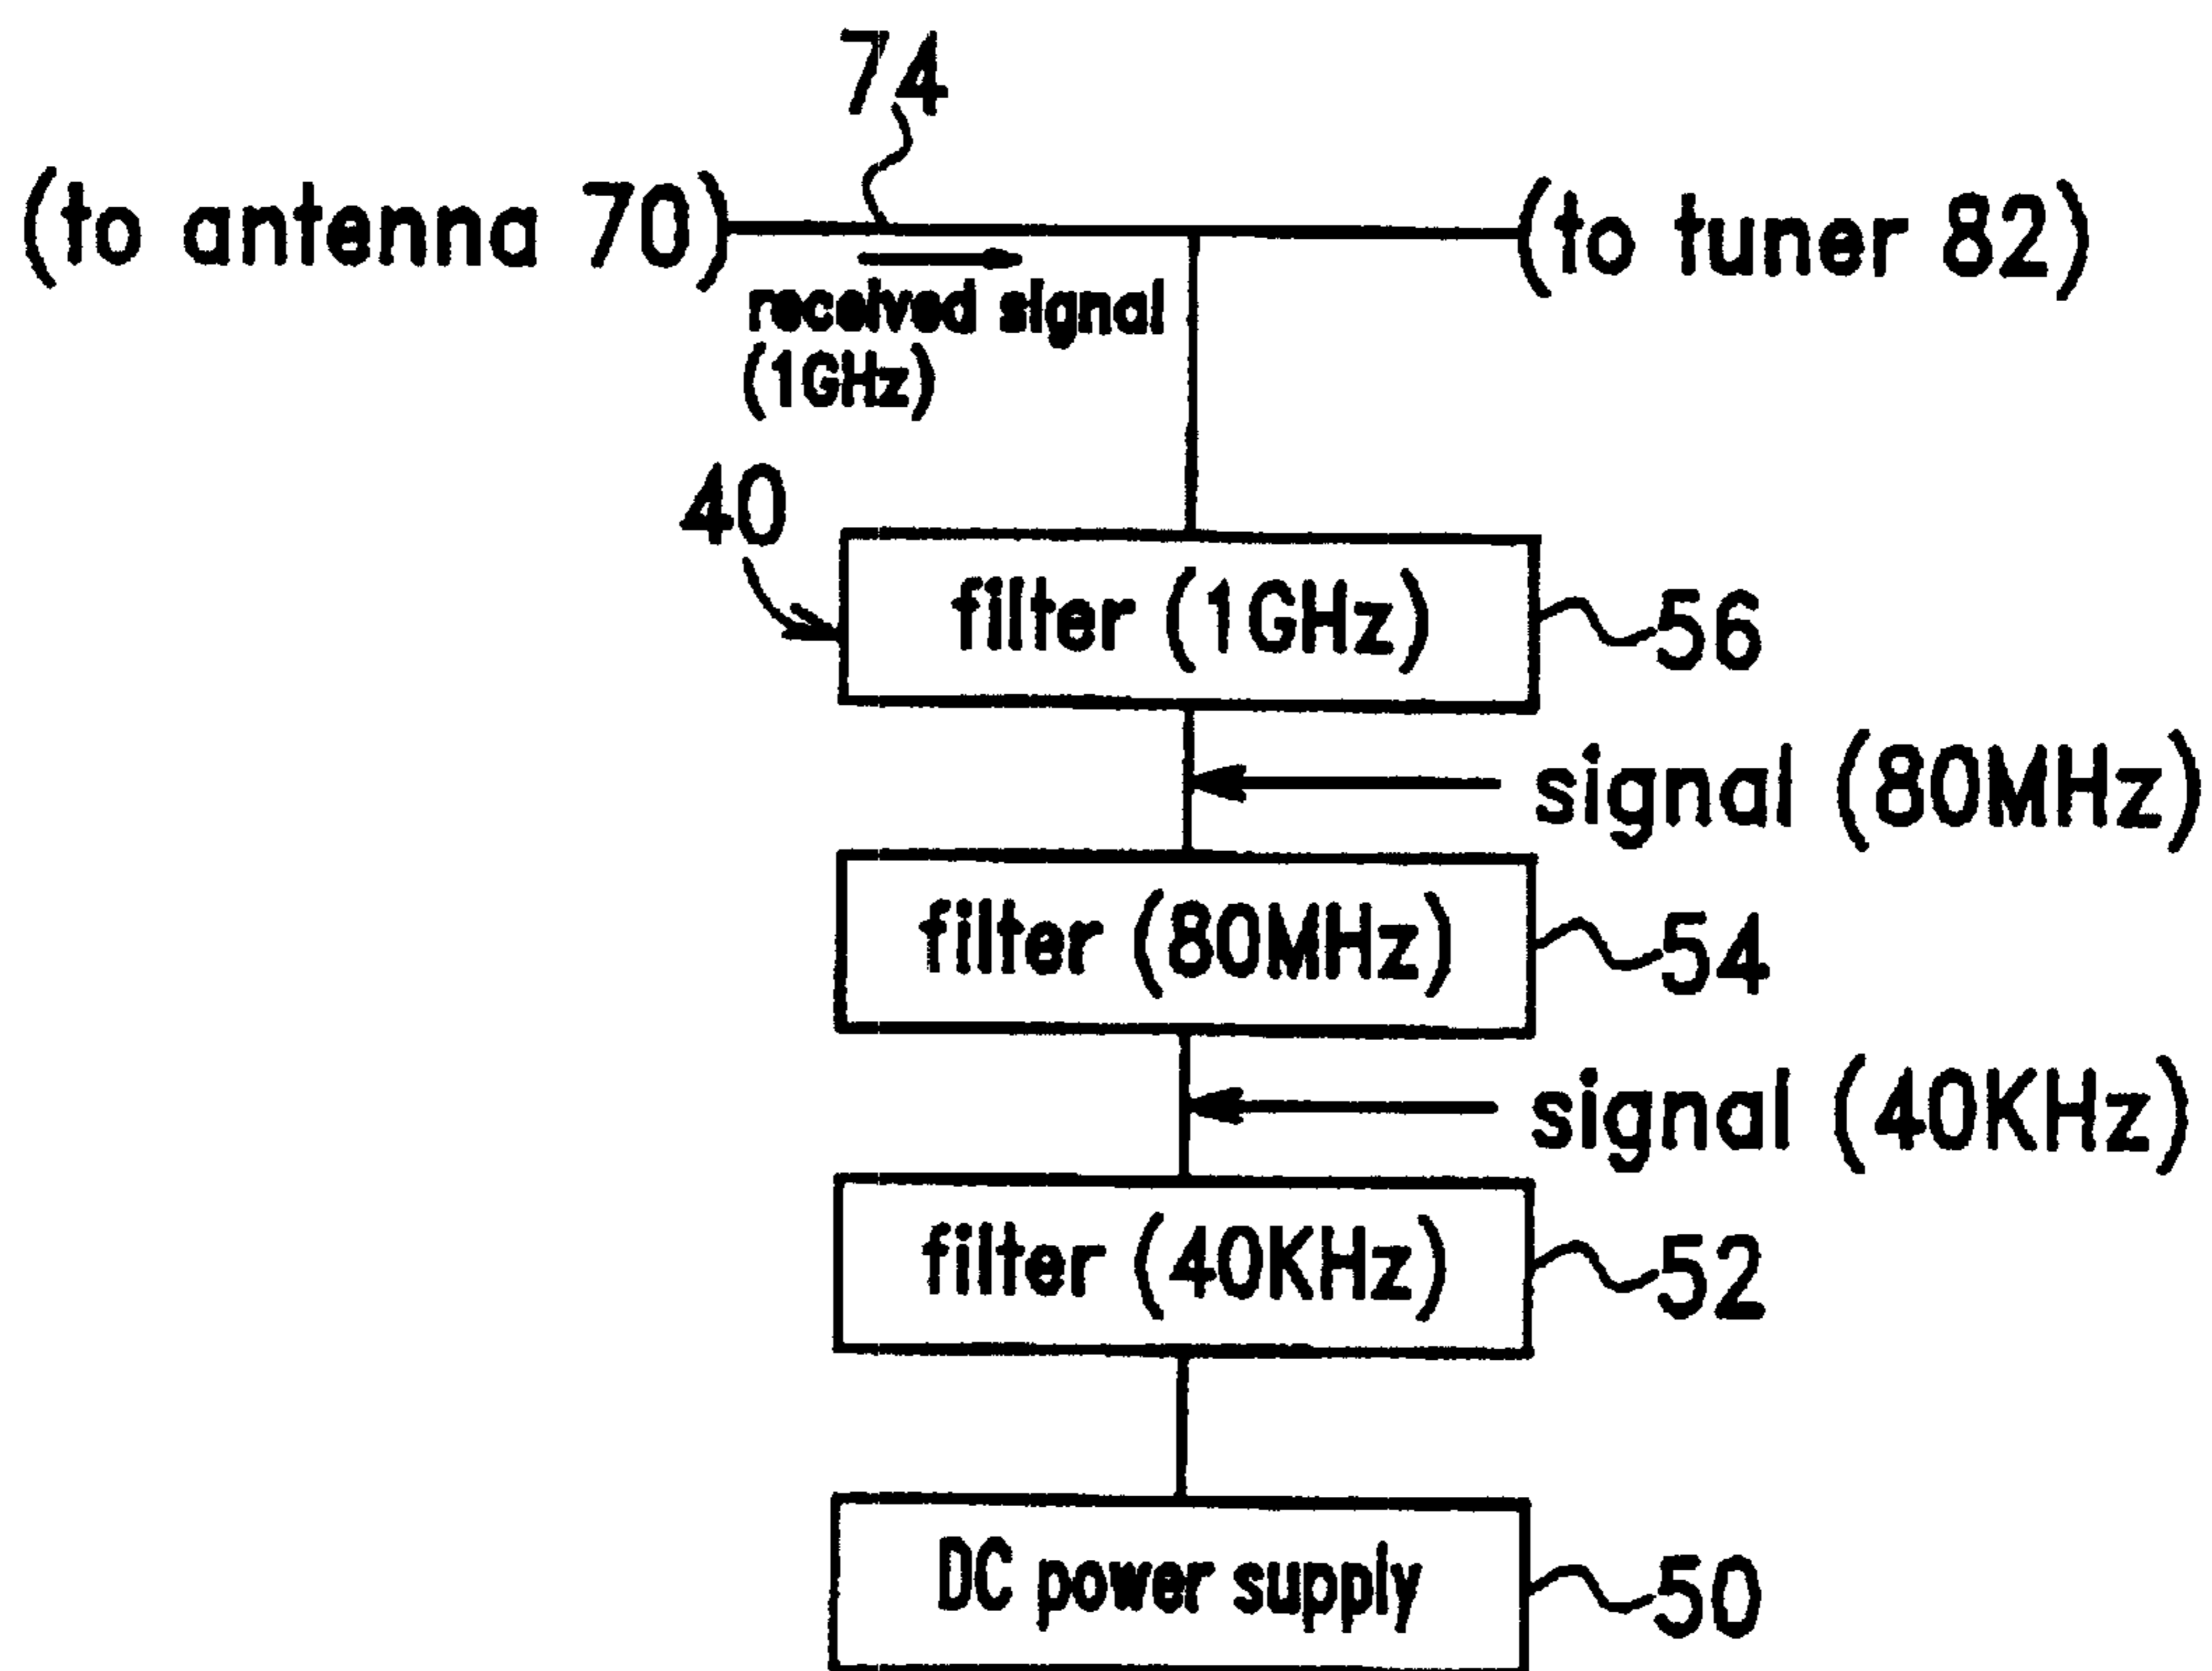 74
(to antenna 70)
(to tuner 82)
received signal
(1GHz)
40
filter (1GHz)
56
signal (80MHz)
filter (80MHz)
54
signal (40KHz)
filter (40KHz)
52
DC power supply
50